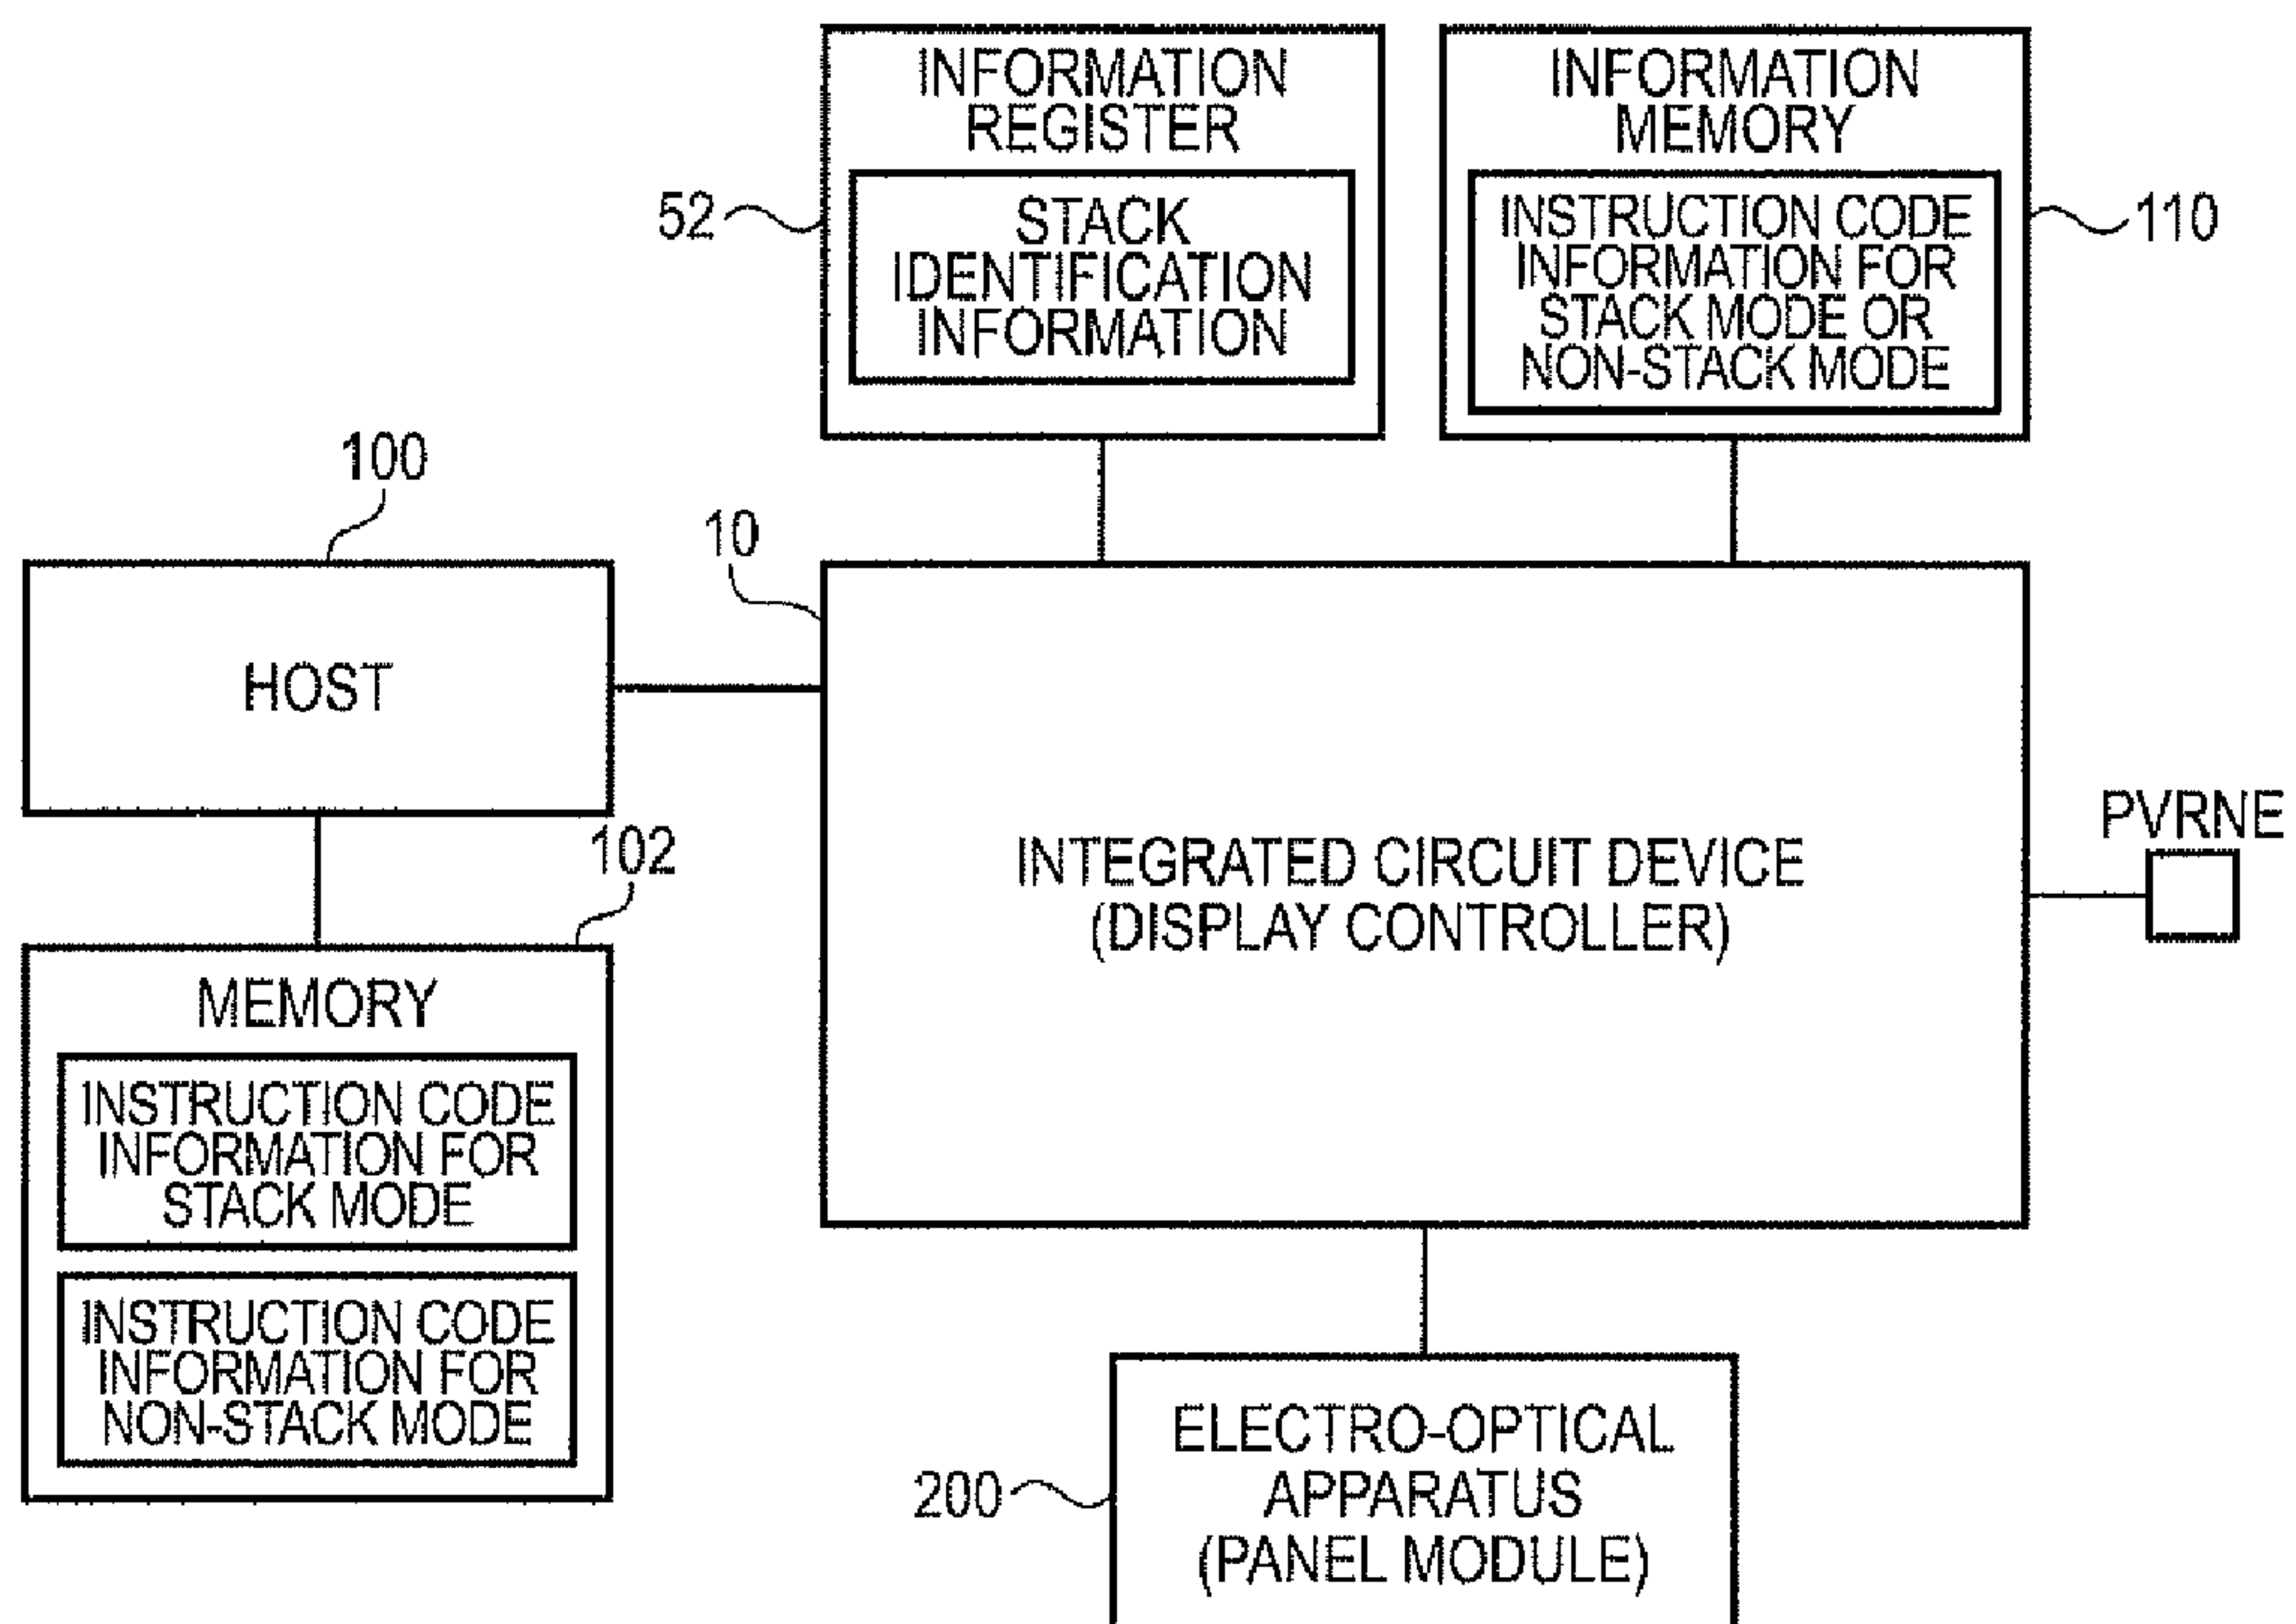 INFORMATION
REGISTER
52
STACK
IDENTIFICATION
INFORMATION
INFORMATION
MEMORY
INSTRUCTION CODE
INFORMATION FOR
STACK MODE OR
NON-STACK MODE
110
100
HOST
10
INTEGRATED CIRCUIT DEVICE
(DISPLAY CONTROLLER)
PVRNE
102
MEMORY
INSTRUCTION CODE
INFORMATION FOR
STACK MODE
INSTRUCTION CODE
INFORMATION FOR
NON-STACK MODE
200
ELECTRO-OPTICAL
APPARATUS
(PANEL MODULE)